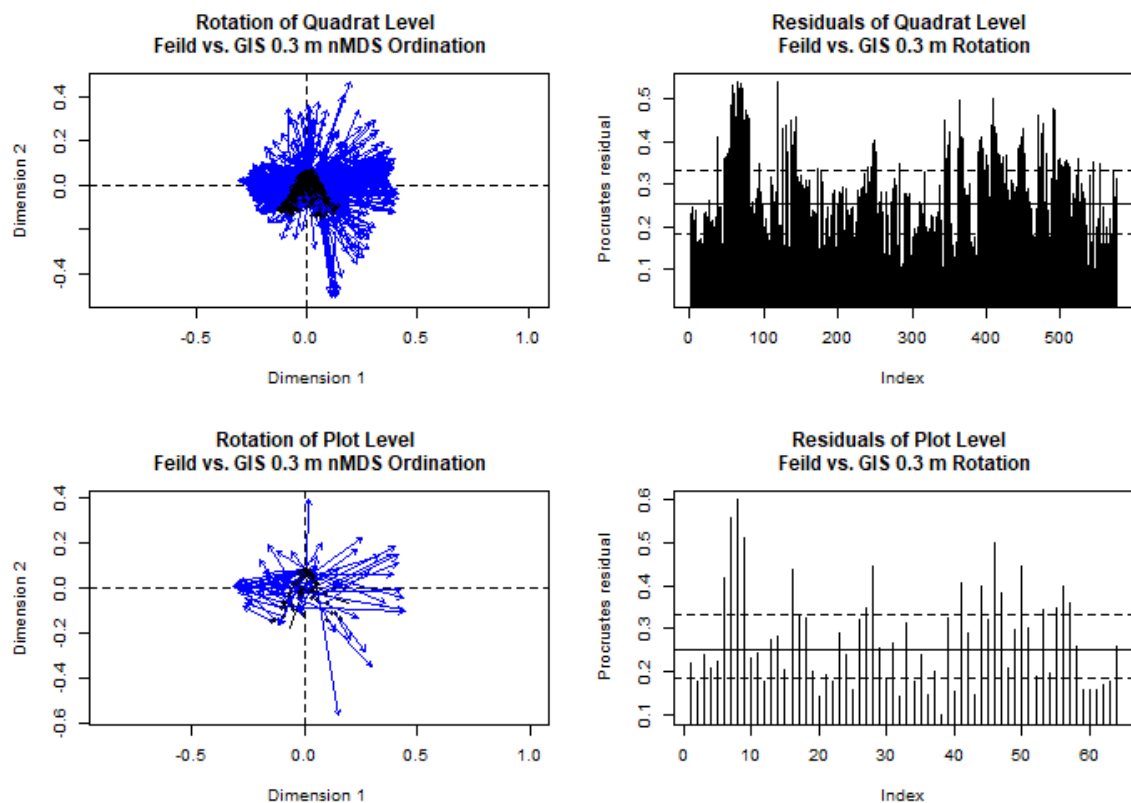 Rotation of Quadrat Level
Feild vs. GIS 0.3 m nMDS Ordination
Dimension 2
0.4
0.2
0.0
-0.4
-0.5
0.0
0.5
1.0
Dimension 1
Residuals of Quadrat Level
Feild vs. GIS 0.3 m Rotation
Procrustes residual
0.5
0.4
0.3
0.2
0.1
0
100
200
300
400
500
Index
Rotation of Plot Level
Feild vs. GIS 0.3 m nMDS Ordination
Dimension 2
0.4
0.2
0.0
-0.2
-0.4
-0.6
-0.5
0.0
0.5
1.0
Dimension 1
Residuals of Plot Level
Feild vs. GIS 0.3 m Rotation
Procrustes residual
0.6
0.5
0.4
0.3
0.2
0.1
0
10
20
30
40
50
60
Index